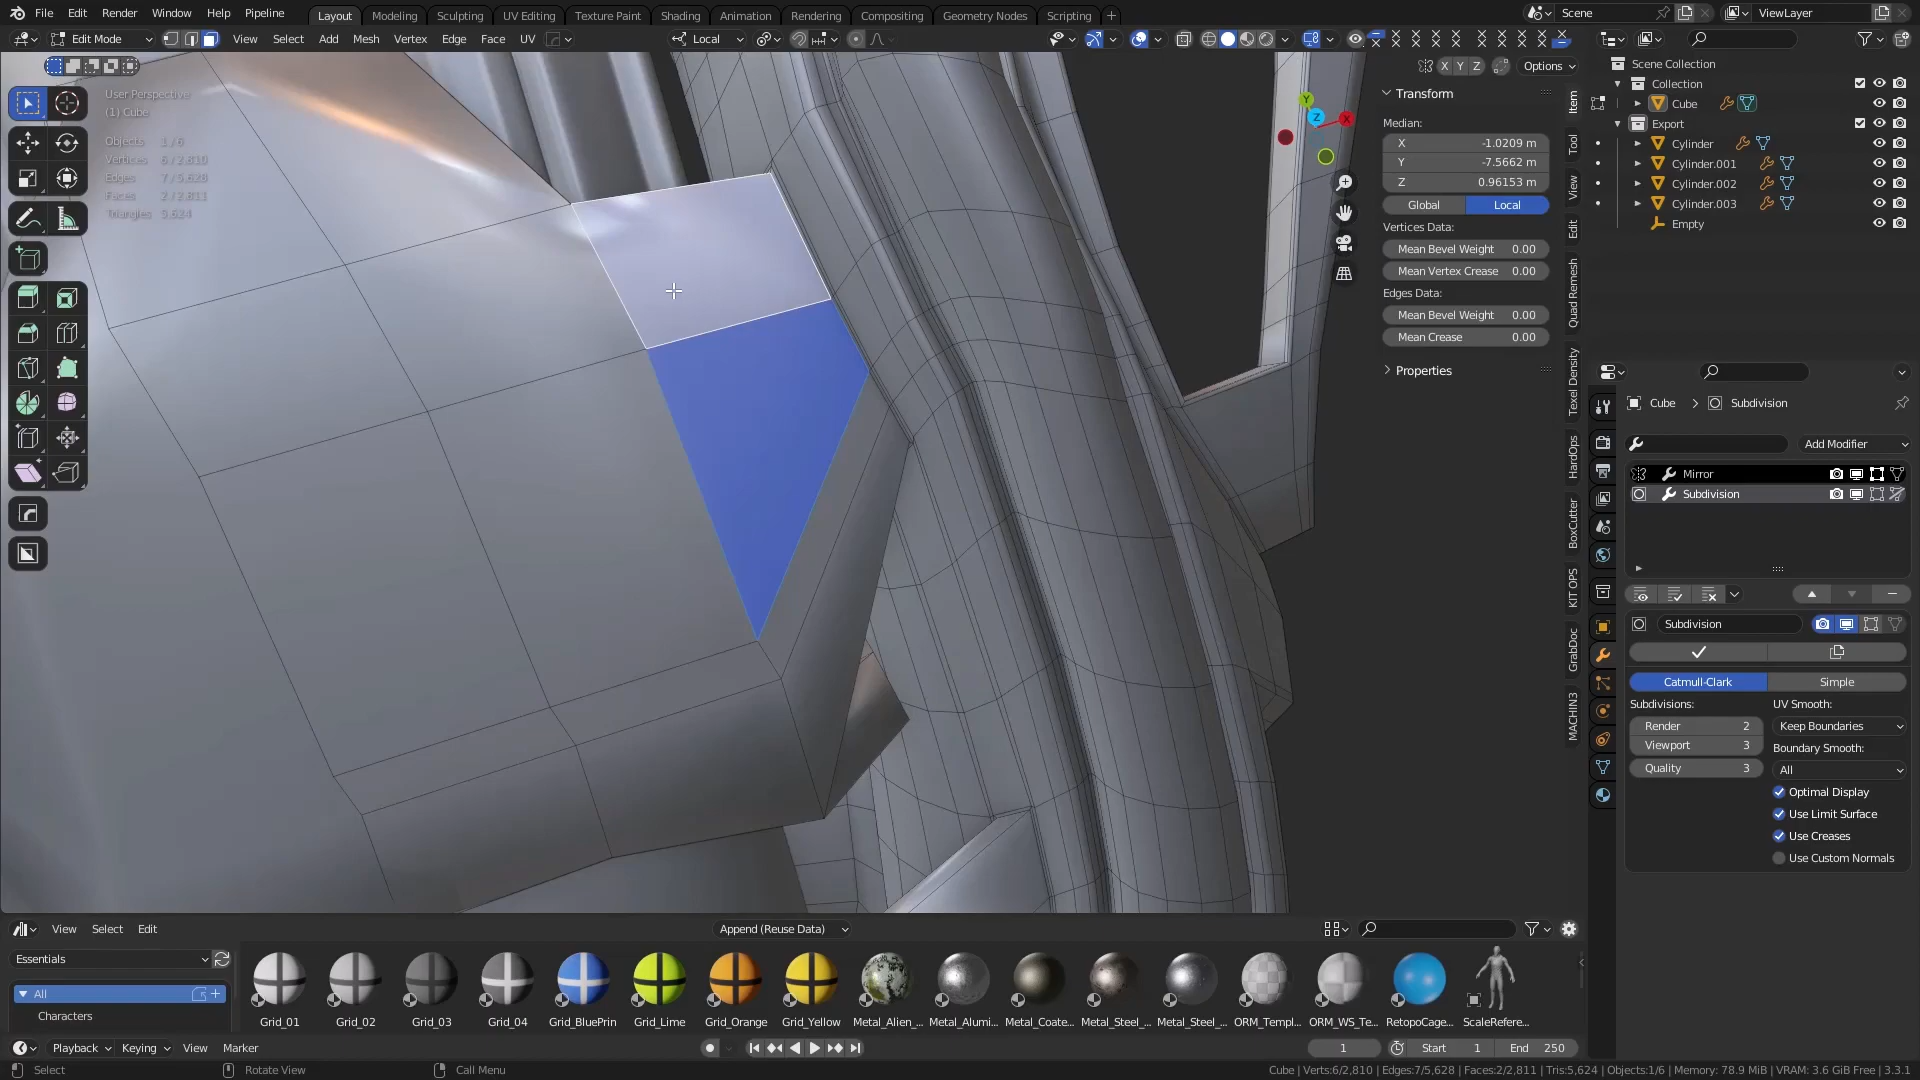 File Edit Render Window Help Pipeline
Layout Modeling Sculpting UV Editing Texture Paint Shading Animation Rendering Compositing Geometry Nodes Scripting +
Scene
ViewLayer
Edit Mode
View Select Add Mesh Vertex Edge Face UV
Local
X Y Z
Options
User Perspective
(1) Cube
Objects 1/6
Vertices 6/2,810
Edges 7/5,628
Faces 2/2,811
Triangles 5,624
Y
Z
X
Transform
Median:
X -1.0209 m
Y -7.5662 m
Z 0.96153 m
Global Local
Vertices Data:
Mean Bevel Weight 0.00
Mean Vertex Crease 0.00
Edges Data:
Mean Bevel Weight 0.00
Mean Crease 0.00
Properties
Item
Tool
View
Edit
Quad Remesh
Texel Density
HardOps
BoxCutter
KIT OPS
GrabDoc
MACHIN3
Scene Collection
Collection
Cube
Export
Cylinder
Cylinder.001
Cylinder.002
Cylinder.003
Empty
Cube > Subdivision
Add Modifier
Mirror
Subdivision
Subdivision
Catmull-Clark Simple
Subdivisions:
Render 2
Viewport 3
Quality 3
UV Smooth:
Keep Boundaries
Boundary Smooth:
All
Optimal Display
Use Limit Surface
Use Creases
Use Custom Normals
View Select Edit
Append (Reuse Data)
Essentials
All
Characters
Grid_01 Grid_02 Grid_03 Grid_04 Grid_BluePrin Grid_Lime Grid_Orange Grid_Yellow Metal_Alien_... Metal_Alumi... Metal_Coate... Metal_Steel_... Metal_Steel_... ORM_Templ... ORM_WS_Te... RetopoCage... ScaleRefere...
Playback Keying View Marker
1
Start 1 End 250
Select Rotate View Call Menu
Cube | Verts:6/2,810 | Edges:7/5,628 | Faces:2/2,811 | Tris:5,624 | Objects:1/6 | Memory: 78.9 MiB | VRAM: 3.6 GiB Free | 3.3.1